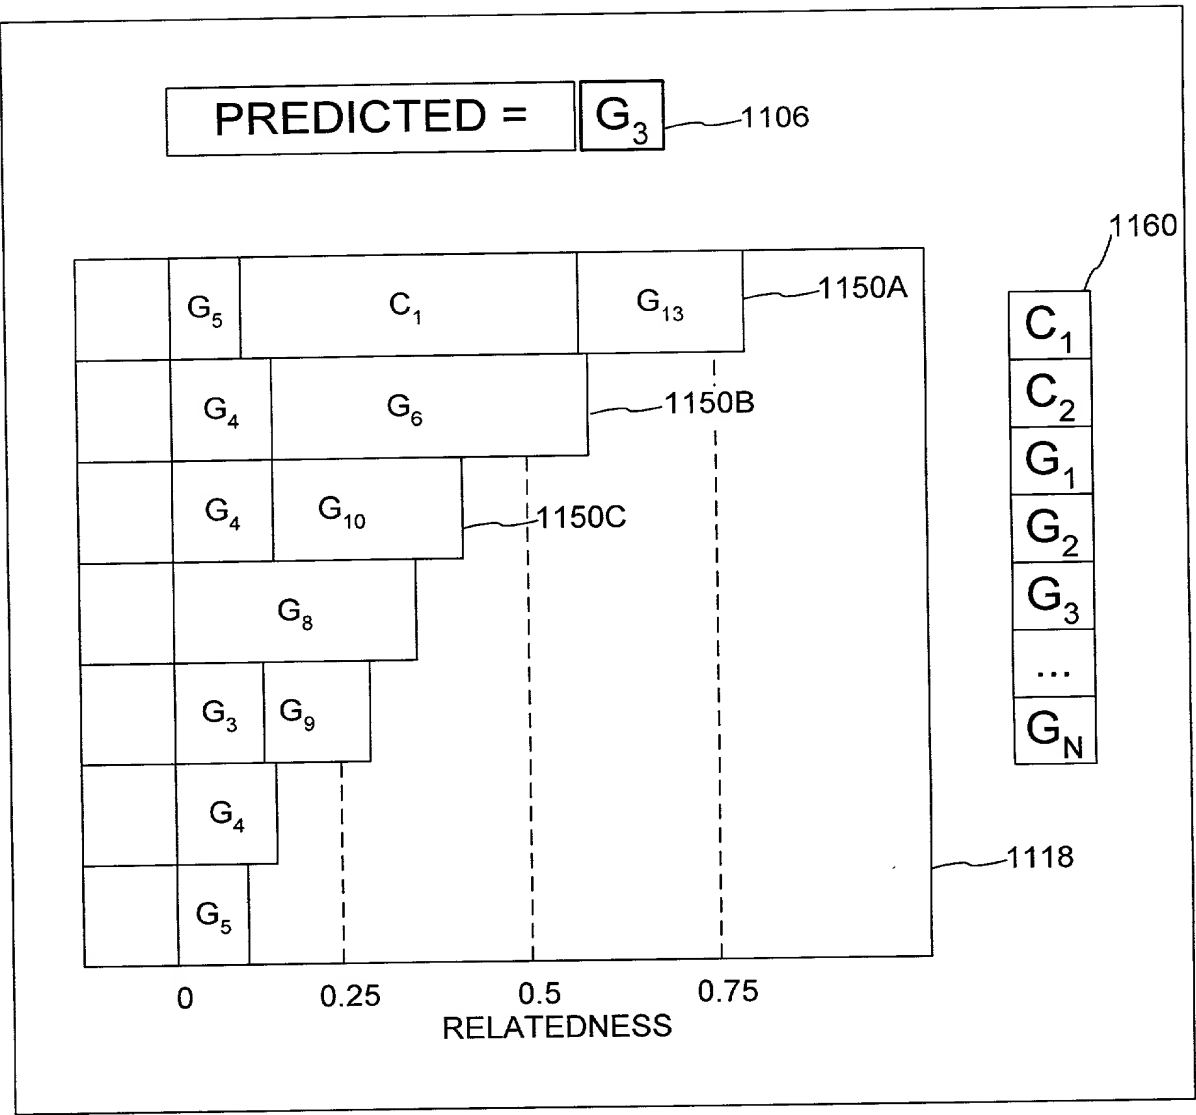 PREDICTED = G₃ 1106
1160
G₅ C₁ G₁₃ 1150A
G₄ G₆ 1150B
G₄ G₁₀ 1150C
G₈
G₃ G₉
G₄
G₅
C₁
C₂
G₁
G₂
G₃
...
G_N
1118
0 0.25 0.5 0.75
RELATEDNESS